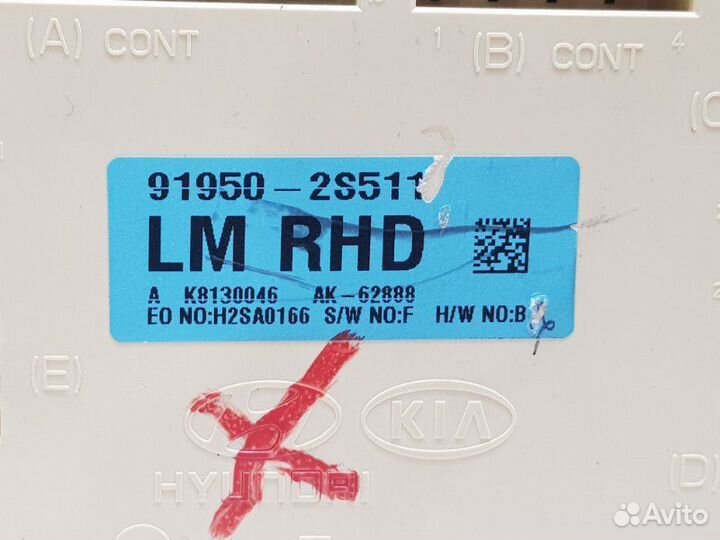 (A) CONT
1 (B) CONT 4
(C
91950-2S511
LM RHD
A K8130046 AK-62888
EO NO:H2SA0166 S/W NO:F H/W NO:B
(E)
KIA
HYUNDAI
(D)
Avito